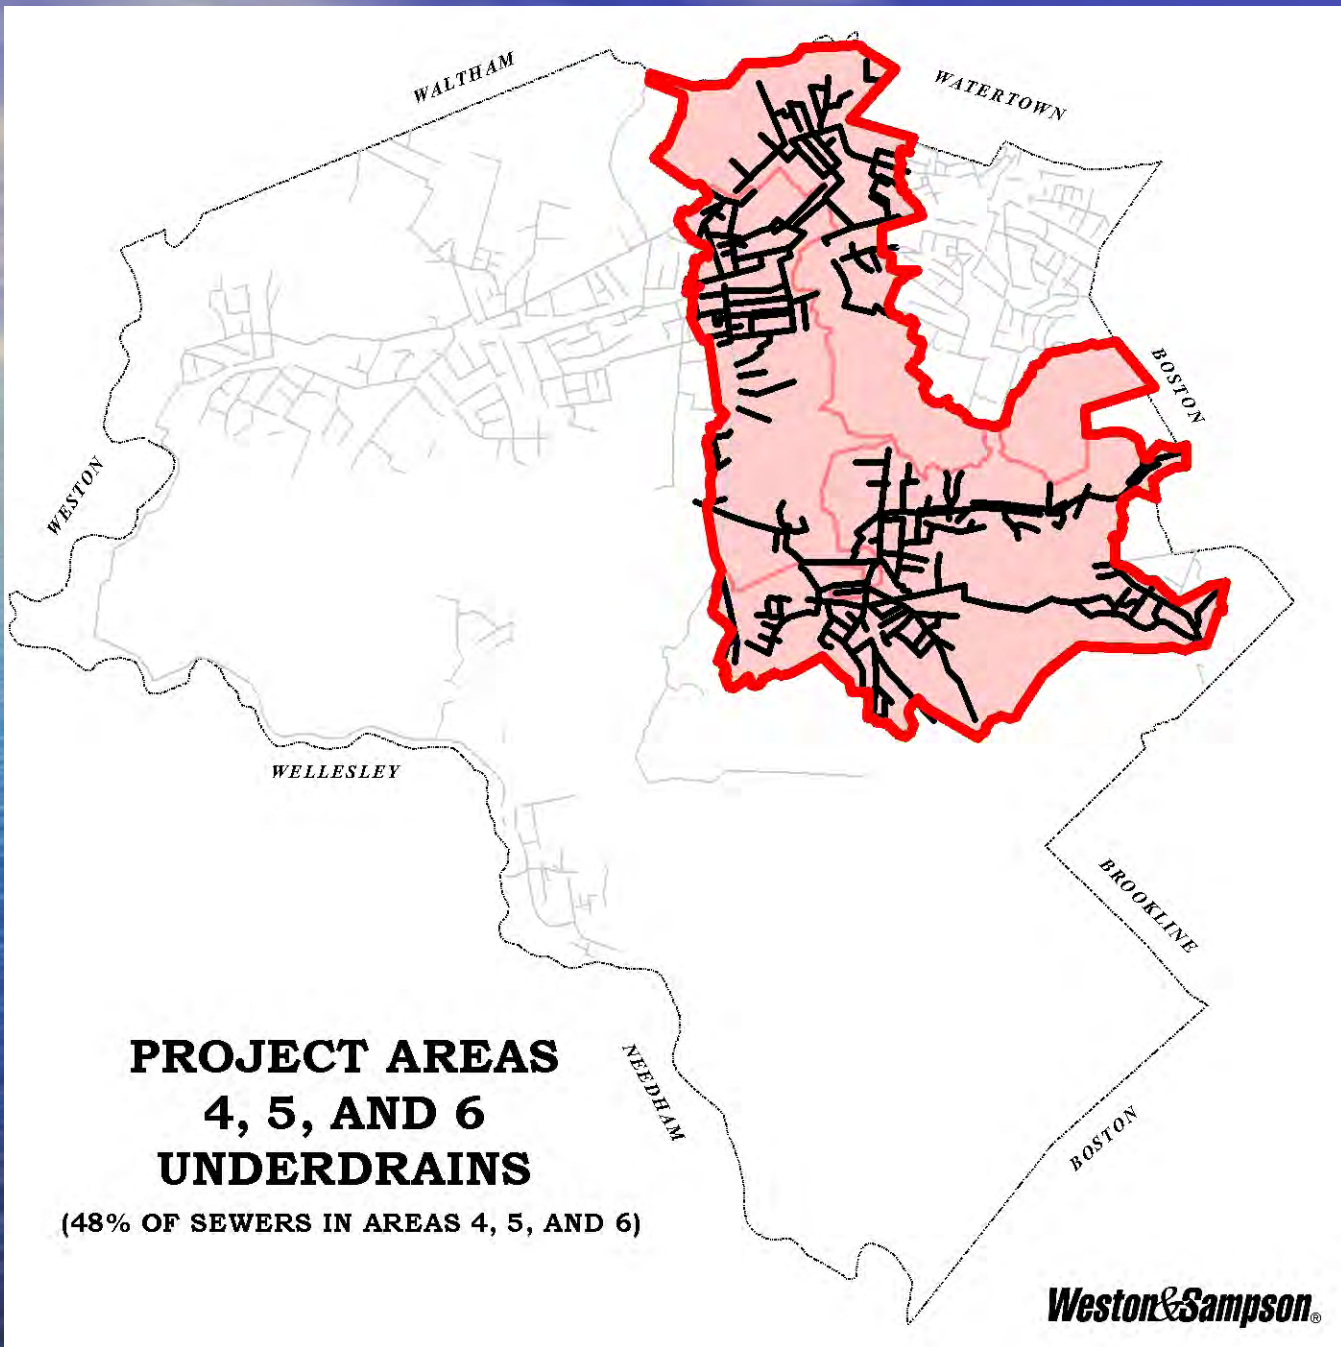 WALTHAM
WATERTOWN
BOSTON
WESTON
WELLESLEY
BROOKLINE
NEEDHAM
BOSTON
PROJECT AREAS
4, 5, AND 6
UNDERDRAINS
(48% OF SEWERS IN AREAS 4, 5, AND 6)
Weston&Sampson®